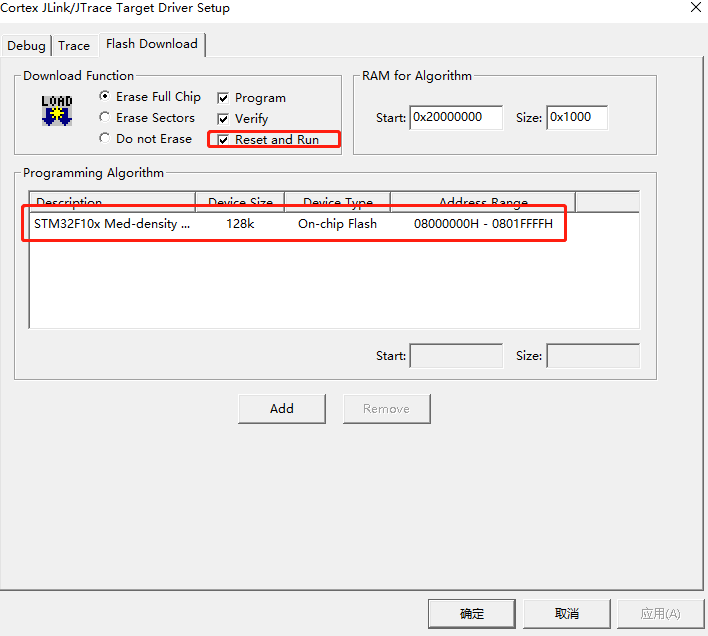 Cortex JLink/JTrace Target Driver Setup
Debug Trace Flash Download
Download Function
LOAD
Erase Full Chip
Erase Sectors
Do not Erase
Program
Verify
Reset and Run
RAM for Algorithm
Start: 0x20000000 Size: 0x1000
Programming Algorithm
Description Device Size Device Type Address Range
STM32F10x Med-density ... 128k On-chip Flash 08000000H - 0801FFFFH
Start: Size:
Add Remove
确定 取消 应用(A)